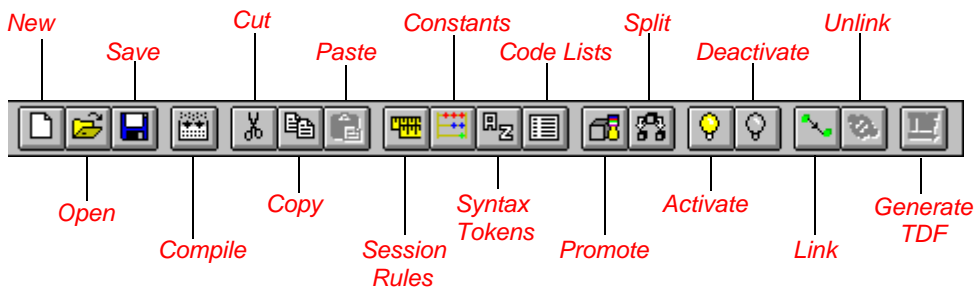 New
Cut
Constants
Split
Unlink
Save
Paste
Code Lists
Deactivate
Open
Copy
Syntax
Tokens
Activate
Generate
TDF
Compile
Session
Rules
Promote
Link